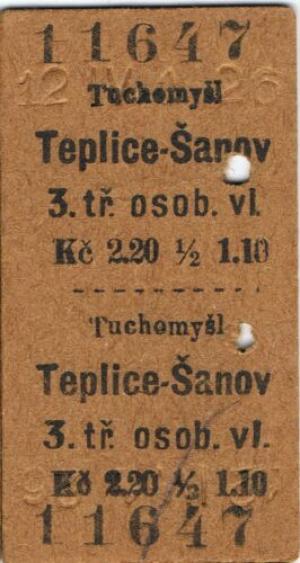 11647
Tuchomyšl
Teplice-Šanov
3. tř. osob. vl.
Kč 2.20 ½ 1.10
Tuchomyšl
Teplice-Šanov
3. tř. osob. vl.
Kč 2.20 ½ 1.10
11647